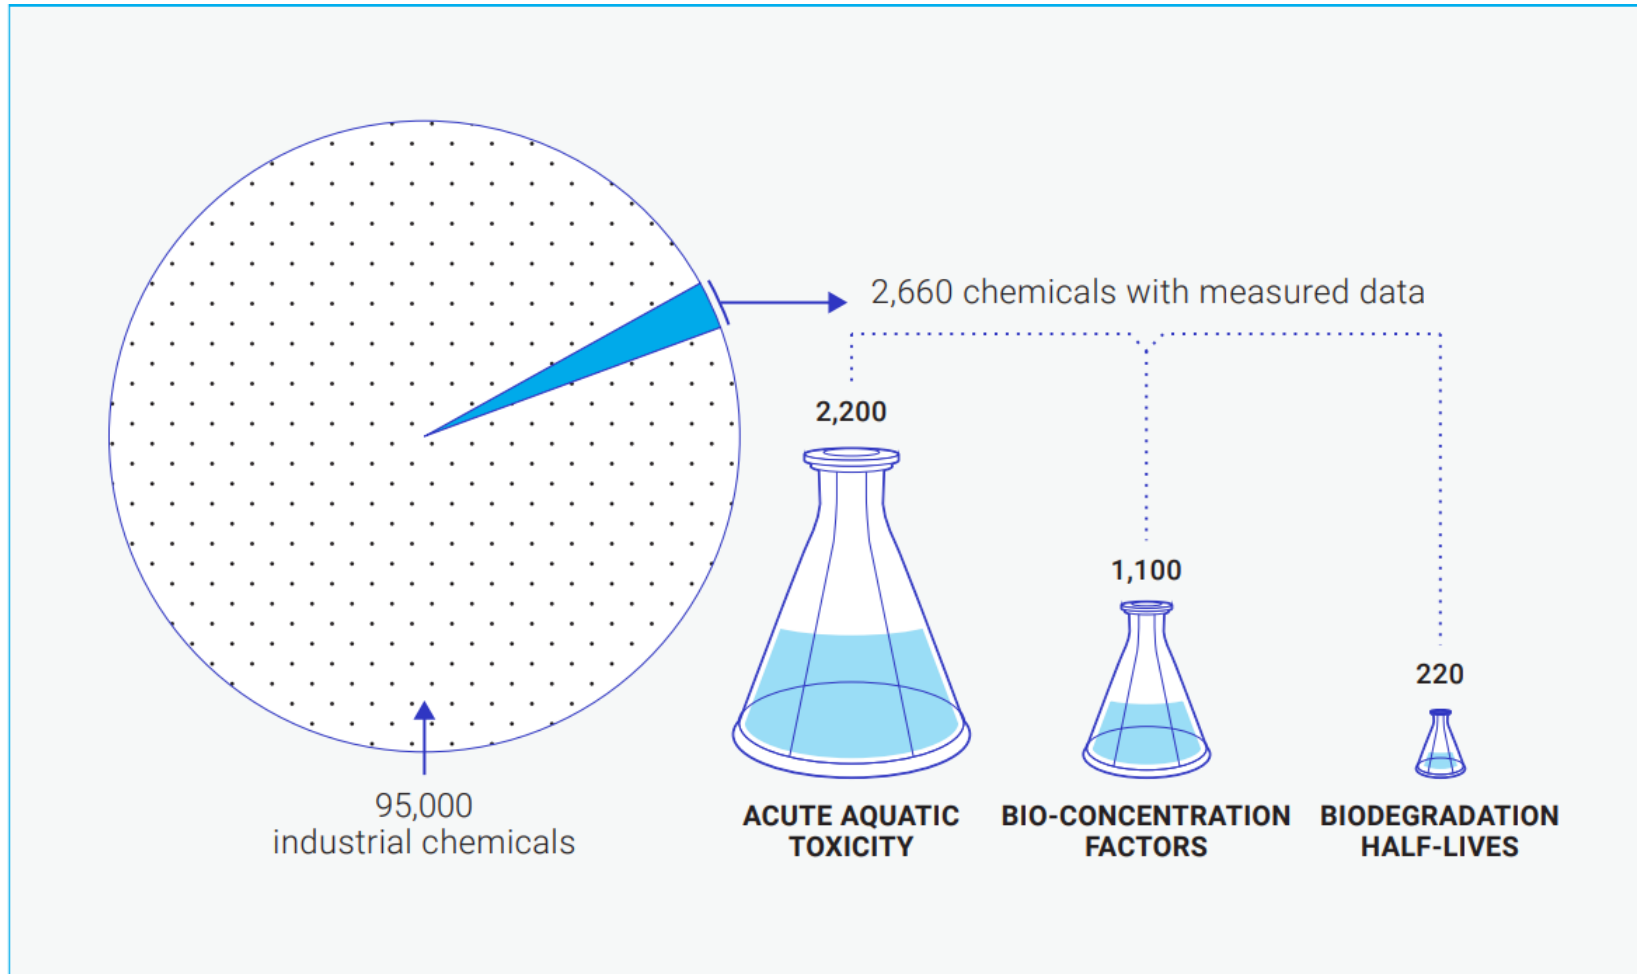 2,660 chemicals with measured data
2,200
1,100
220
95,000
industrial chemicals
ACUTE AQUATIC
TOXICITY
BIO-CONCENTRATION
FACTORS
BIODEGRADATION
HALF-LIVES